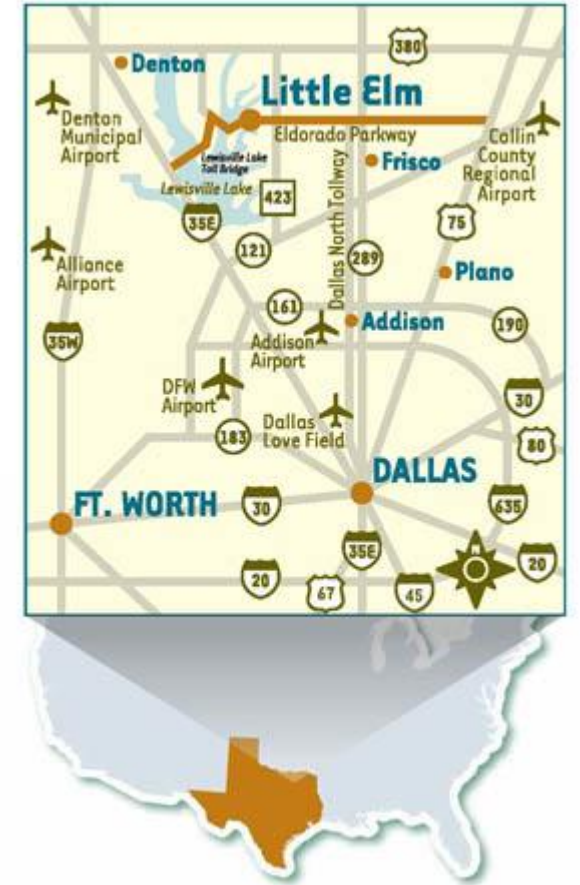 380
Denton
Little Elm
Denton
Municipal
Airport
Eldorado Parkway
Collin
County
Regional
Airport
Lewisville Lake
Toll Bridge
Frisco
Lewisville Lake
423
Dallas North Tollway
35E
75
121
289
Alliance
Airport
Plano
161
Addison
190
35W
Addison
Airport
DFW
Airport
30
Dallas
Love Field
183
80
DALLAS
FT. WORTH
30
635
35E
N
20
20
67
45